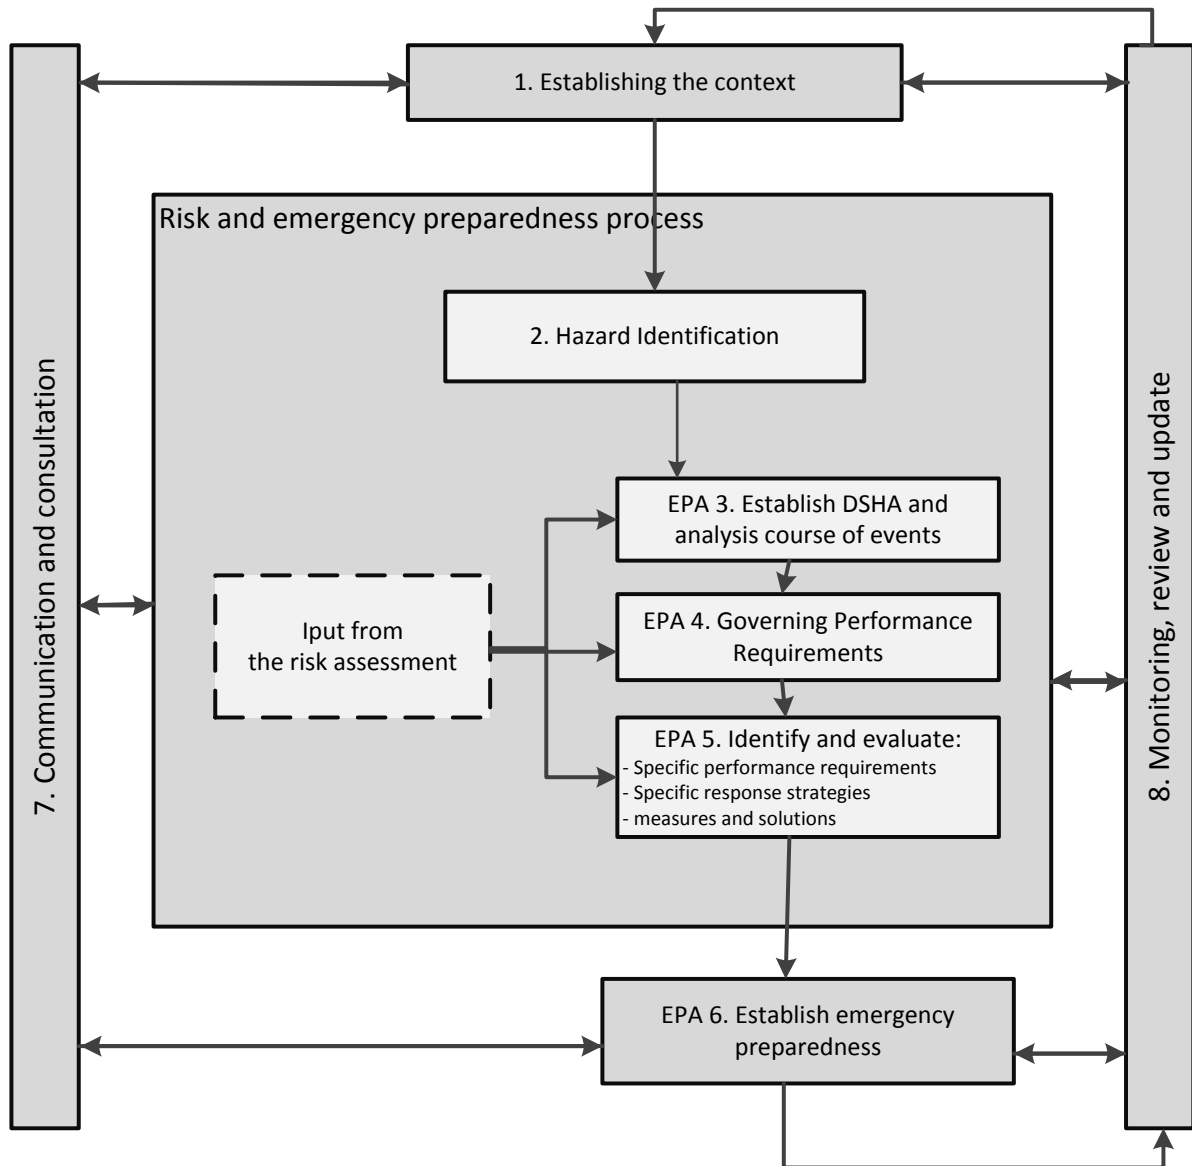 1. Establishing the context
Risk and emergency preparedness process
2. Hazard Identification
EPA 3. Establish DSHA and
analysis course of events
Iput from
the risk assessment
EPA 4. Governing Performance
Requirements
EPA 5. Identify and evaluate:
- Specific performance requirements
- Specific response strategies
- measures and solutions
EPA 6. Establish emergency
preparedness
7. Communication and consultation
8. Monitoring, review and update